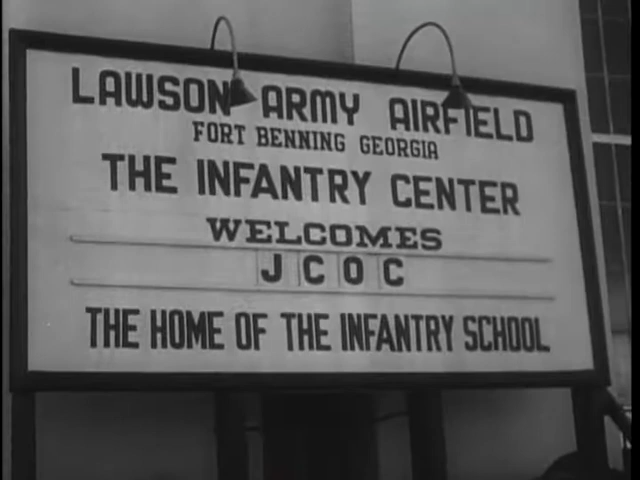 LAWSON ARMY AIRFIELD
FORT BENNING GEORGIA
THE INFANTRY CENTER
WELCOMES
JCOC
THE HOME OF THE INFANTRY SCHOOL